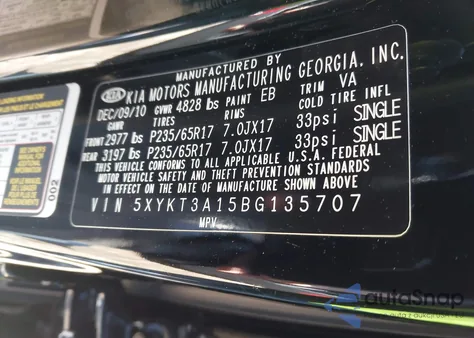 MANUFACTURED BY
KIA KIA MOTORS MANUFACTURING GEORGIA, INC.
DEC/09/10 GVWR 4828 lbs PAINT EB TRIM VA
GAWR TIRES RIMS COLD TIRE INFL
FRONT 2977 lbs P235/65R17 7.0JX17 33psi SINGLE
REAR 3197 lbs P235/65R17 7.0JX17 33psi SINGLE
THIS VEHICLE CONFORMS TO ALL APPLICABLE U.S.A. FEDERAL
MOTOR VEHICLE SAFETY AND THEFT PREVENTION STANDARDS
IN EFFECT ON THE DATE OF MANUFACTURE SHOWN ABOVE
VIN 5XYKT3A15BG135707
MPV
002
autoSnap